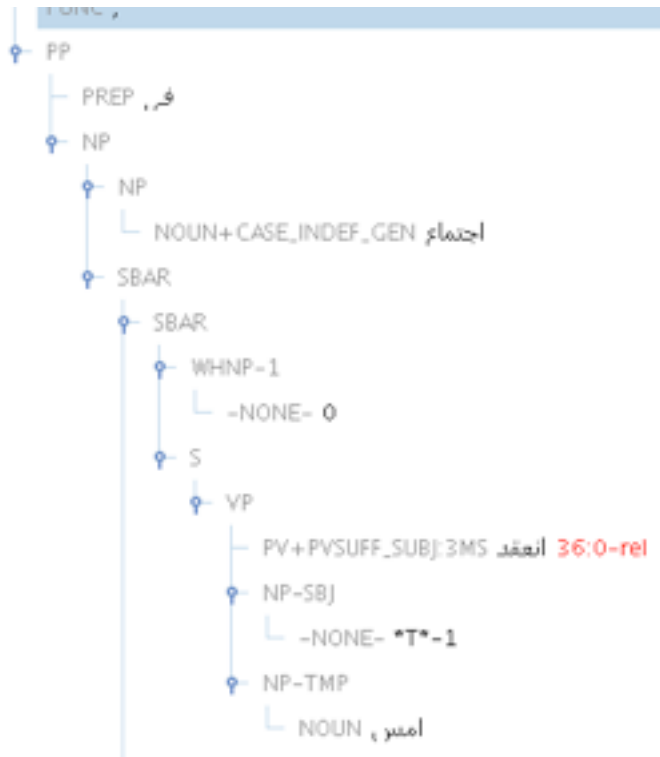 FUNC
PP
PREP في
NP
NP
NOUN+CASE_INDEF_GEN اجتماع
SBAR
SBAR
WHNP-1
-NONE- 0
S
VP
PV+PVSUFF_SUBJ:3MS انعقد 36:0-rel
NP-SBJ
-NONE- *T*-1
NP-TMP
NOUN امس